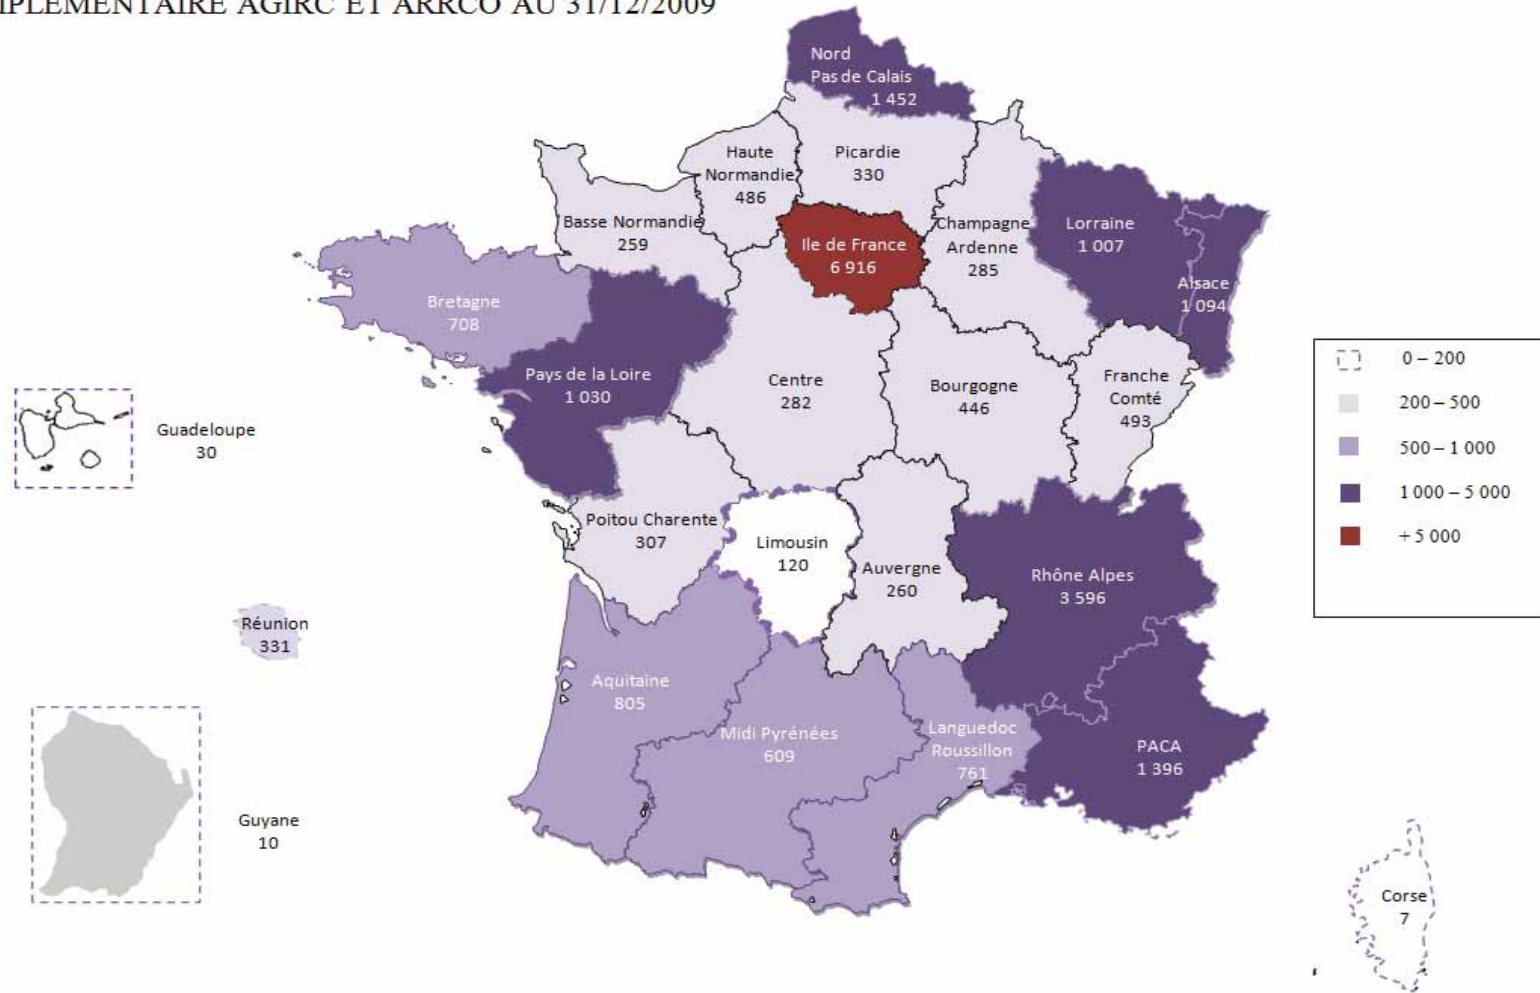 AGIRC ET ARRCO AU 31/12/2009
Nord
Pas de Calais
1 452
Haute
Normandie
486
Picardie
330
Basse Normandie
259
Ile de France
6 916
Champagne
Ardenne
285
Lorraine
1 007
Alsace
1 094
Bretagne
708
Pays de la Loire
1 030
Centre
282
Bourgogne
446
Franche
Comté
493
0 – 200
200 – 500
500 – 1 000
1 000 – 5 000
+ 5 000
Guadeloupe
30
Poitou Charente
307
Limousin
120
Auvergne
260
Rhône Alpes
3 596
Réunion
331
Aquitaine
805
Midi Pyrénées
609
Languedoc
Roussillon
761
PACA
1 396
Guyane
10
Corse
7